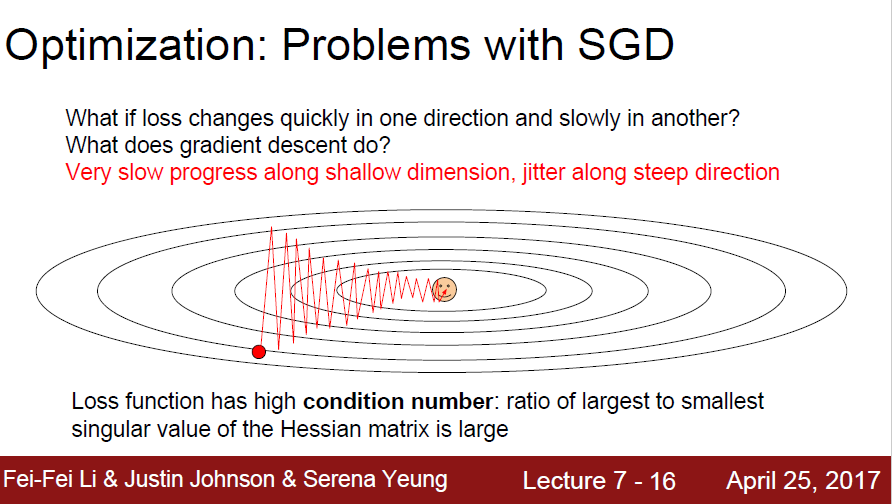 Optimization: Problems with SGD
What if loss changes quickly in one direction and slowly in another?
What does gradient descent do?
Very slow progress along shallow dimension, jitter along steep direction
Loss function has high condition number: ratio of largest to smallest
singular value of the Hessian matrix is large
Fei-Fei Li & Justin Johnson & Serena Yeung Lecture 7 - 16 April 25, 2017